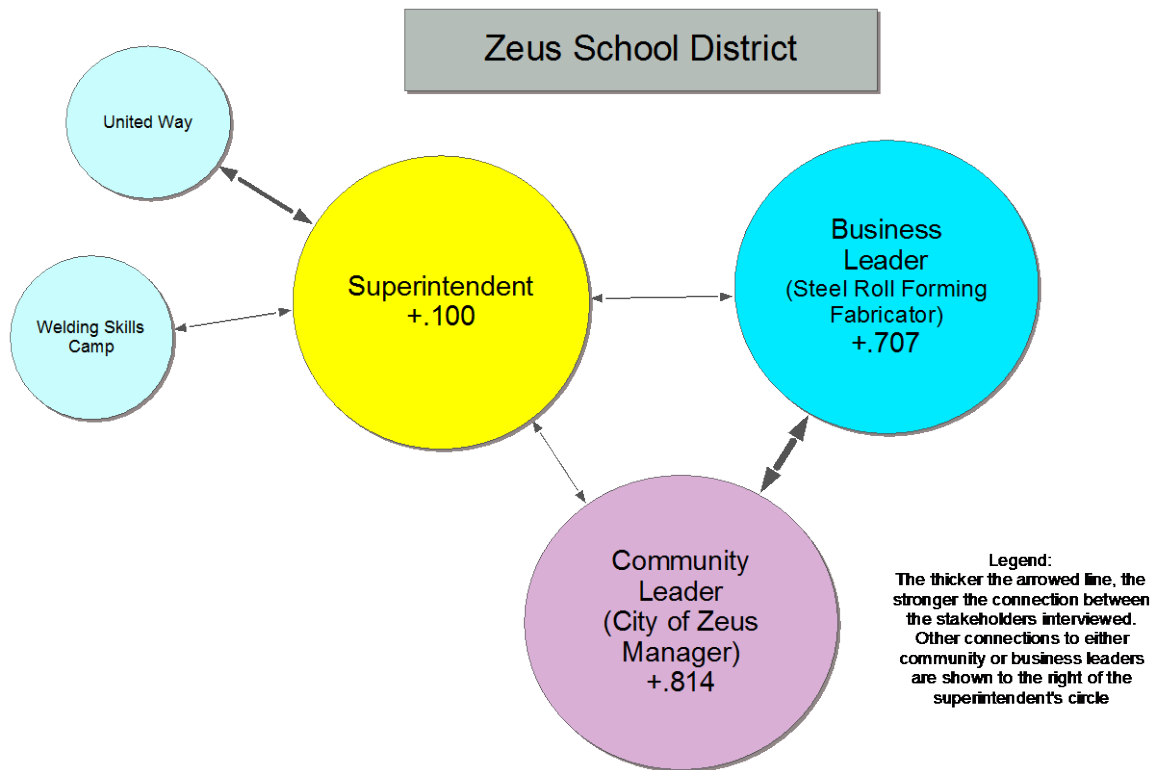 Zeus School District
United Way
Superintendent
+.100
Business
Leader
(Steel Roll Forming
Fabricator)
+.707
Welding Skills
Camp
Community
Leader
(City of Zeus
Manager)
+.814
Legend:
The thicker the arrowed line, the
stronger the connection between
the stakeholders interviewed.
Other connections to either
community or business leaders
are shown to the right of the
superintendent's circle